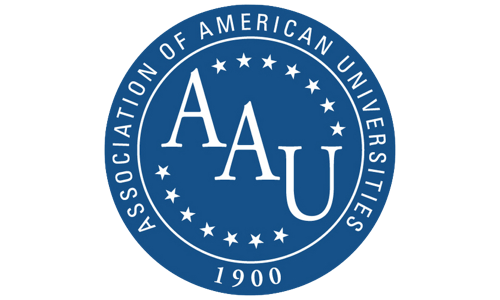 ASSOCIATION OF AMERICAN UNIVERSITIES
AAU
1900